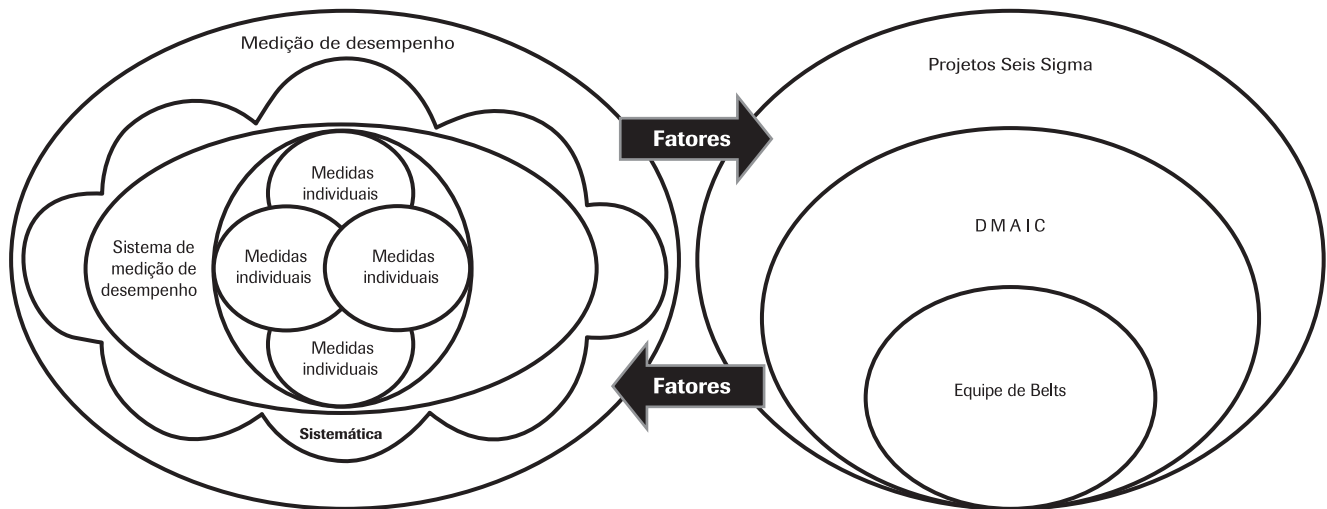 Medição de desempenho
Medidas
individuais
Sistema de
medição de
desempenho
Medidas
individuais
Medidas
individuais
Medidas
individuais
Sistemática
Fatores
Fatores
Projetos Seis Sigma
D M A I C
Equipe de Belts